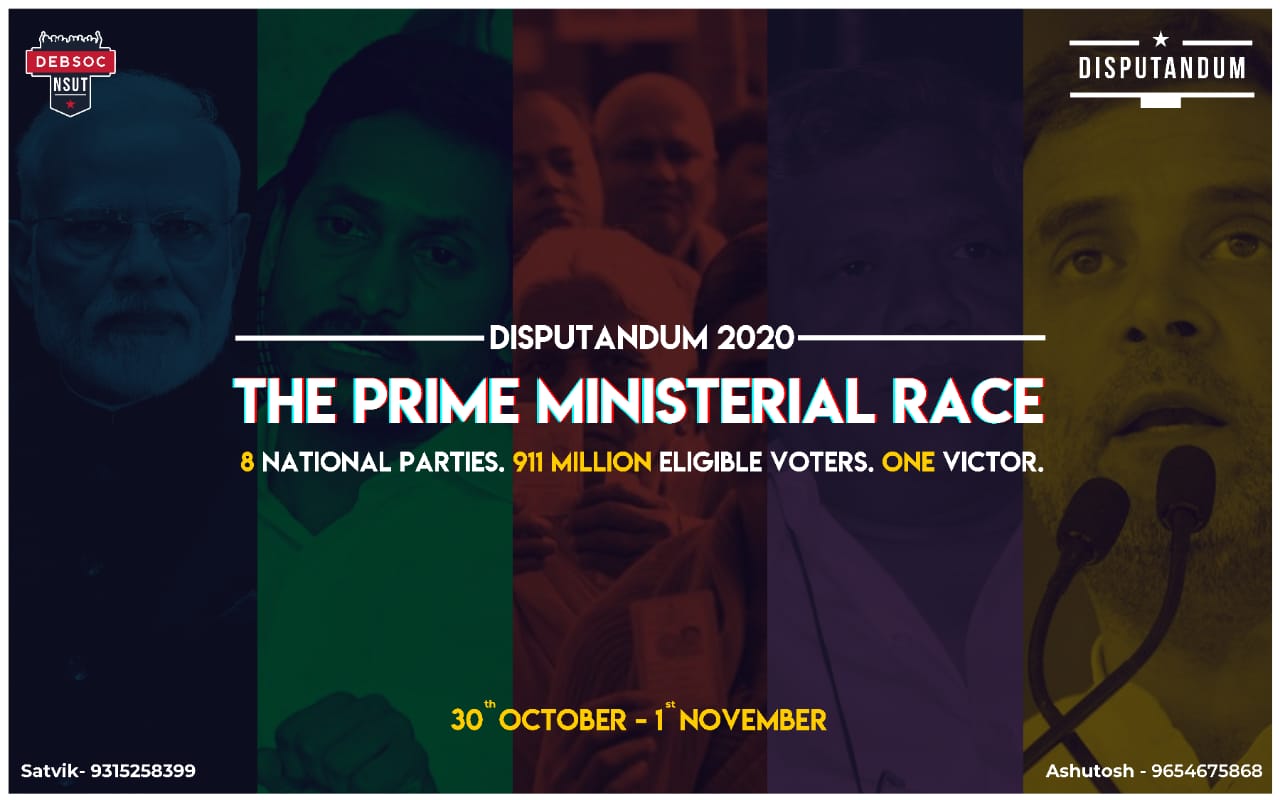 DEBSOC
NSUT
DISPUTANDUM
DISPUTANDUM 2020
THE PRIME MINISTERIAL RACE
8 NATIONAL PARTIES. 911 MILLION ELIGIBLE VOTERS. ONE VICTOR.
30th OCTOBER - 1st NOVEMBER
Satvik- 9315258399
Ashutosh - 9654675868